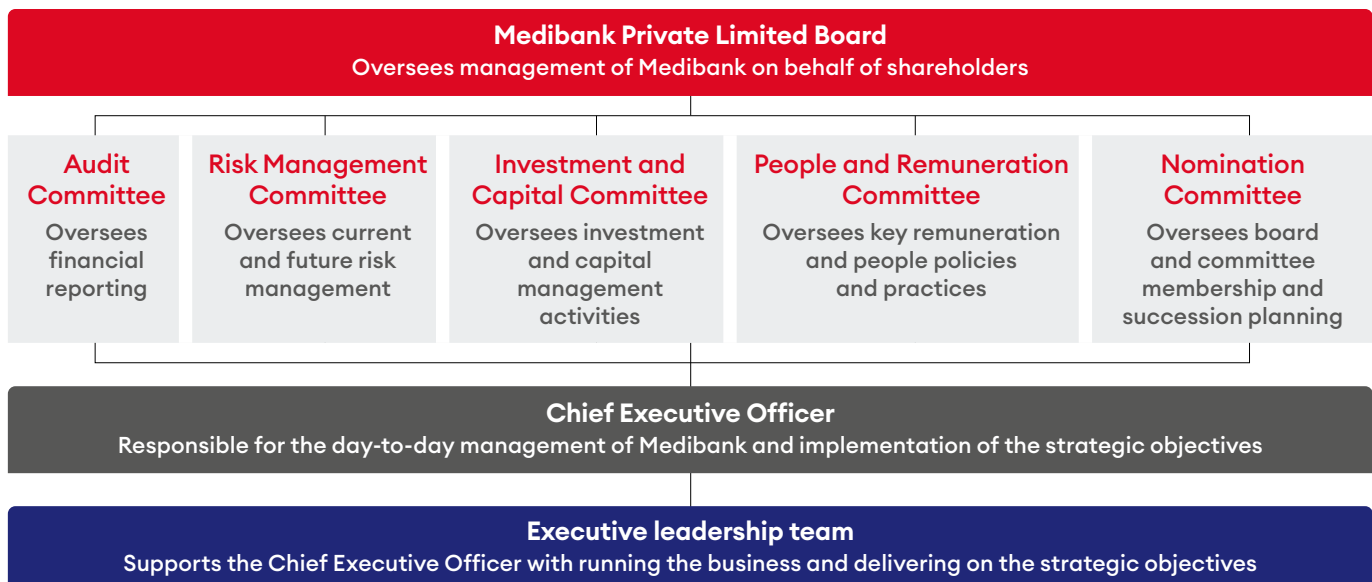 Medibank Private Limited Board
Oversees management of Medibank on behalf of shareholders
Audit
Committee
Oversees
financial
reporting
Risk Management
Committee
Oversees current
and future risk
management
Investment and
Capital Committee
Oversees investment
and capital
management
activities
People and Remuneration
Committee
Oversees key remuneration
and people policies
and practices
Nomination
Committee
Oversees board
and committee
membership and
succession planning
Chief Executive Officer
Responsible for the day-to-day management of Medibank and implementation of the strategic objectives
Executive leadership team
Supports the Chief Executive Officer with running the business and delivering on the strategic objectives